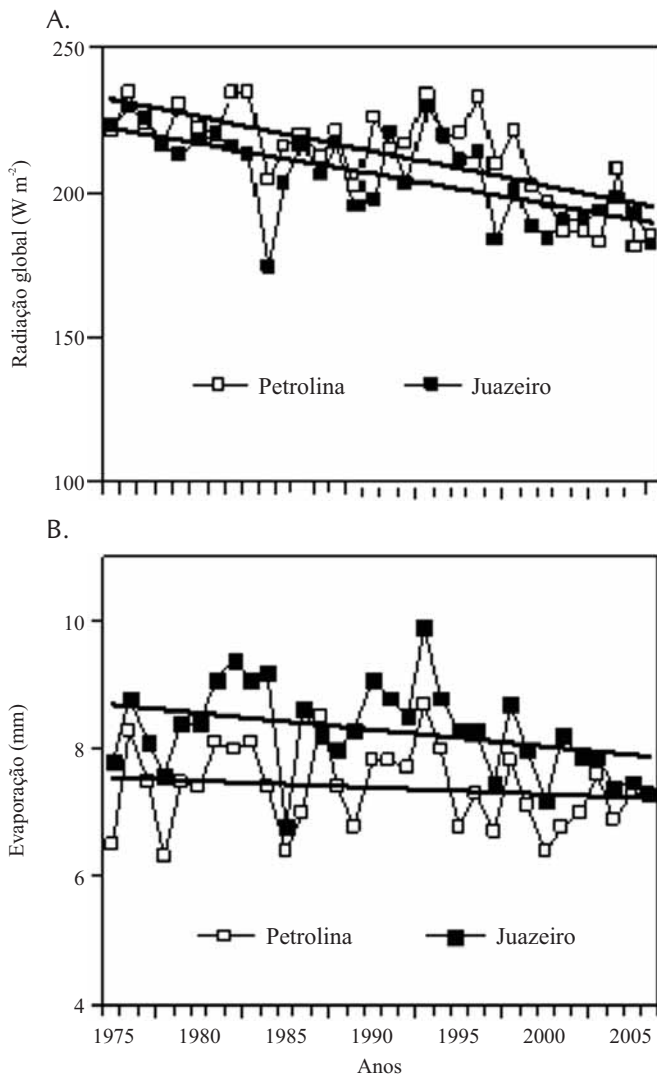 A.
Radiação global (W m-2)
250
200
150
100
Petrolina
Juazeiro
B.
Evaporação (mm)
10
8
6
4
Petrolina
Juazeiro
1975 1980 1985 1990 1995 2000 2005
Anos